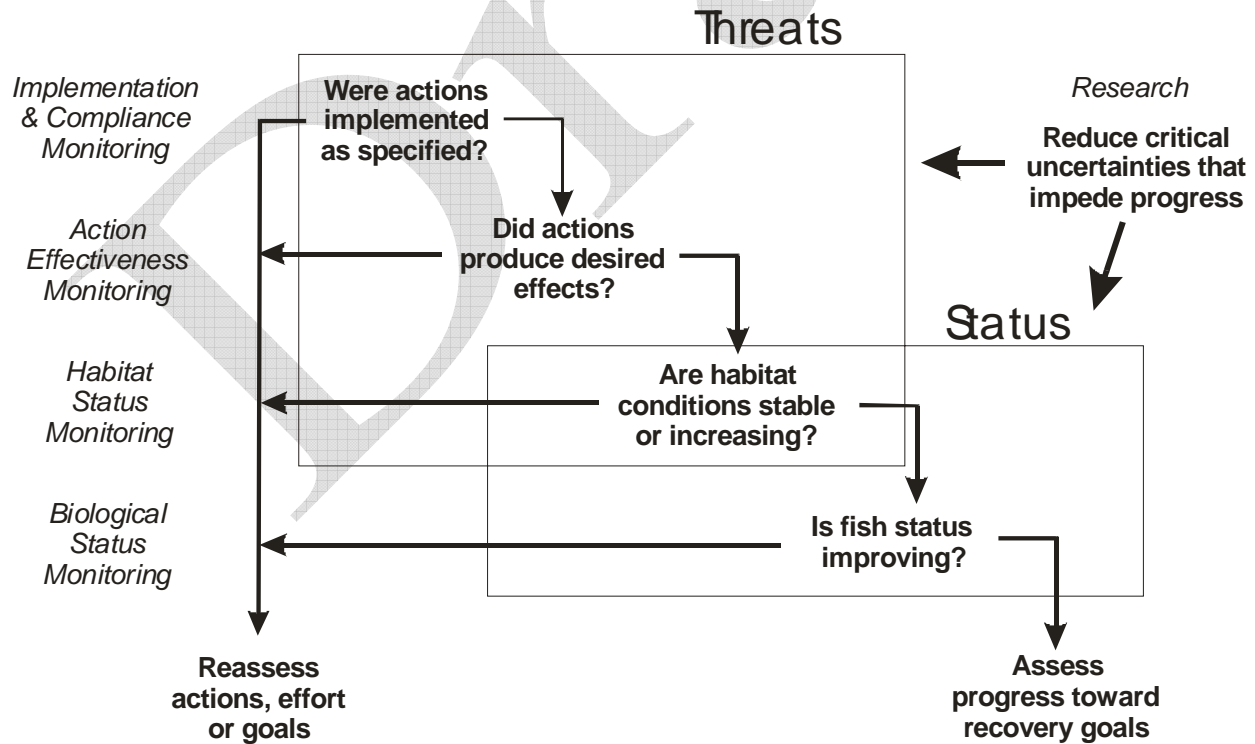 Threats
Implementation
& Compliance
Monitoring
Were actions
implemented
as specified?
Research
Reduce critical
uncertainties that
impede progress
Action
Effectiveness
Monitoring
Did actions
produce desired
effects?
Status
Habitat
Status
Monitoring
Are habitat
conditions stable
or increasing?
Biological
Status
Monitoring
Is fish status
improving?
Reassess
actions, effort
or goals
Assess
progress toward
recovery goals